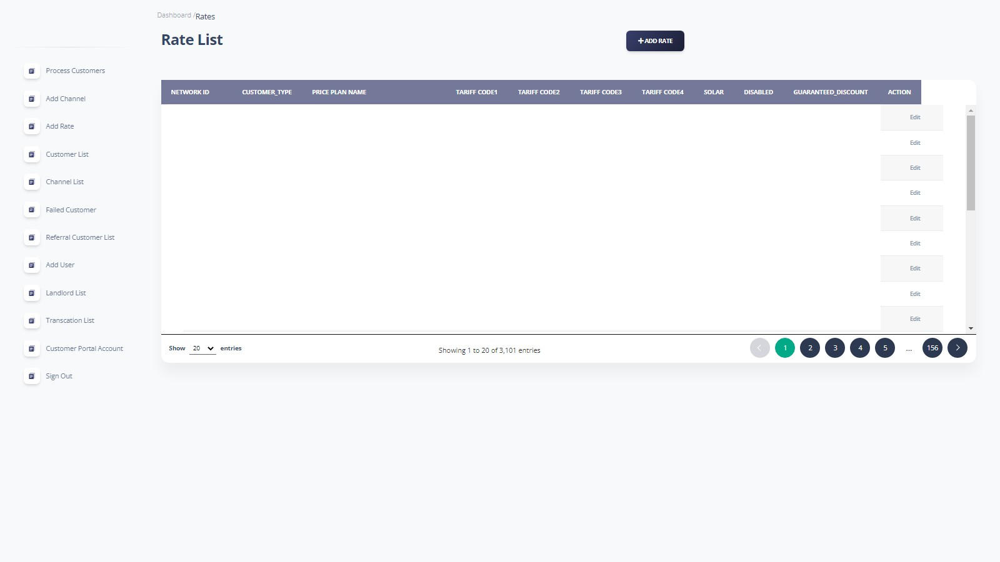 Dashboard /Rates
Rate List
ADD RATE
Process Customers
Add Channel
Add Rate
Customer List
Channel List
Failed Customer
Referral Customer List
Add User
Landlord List
Transcation List
Customer Portal Account
Sign Out
NETWORK ID CUSTOMER_TYPE PRICE PLAN NAME TARIFF CODE1 TARIFF CODE2 TARIFF CODE3 TARIFF CODE4 SOLAR DISABLED GUARANTEED_DISCOUNT ACTION
Edit
Edit
Edit
Edit
Edit
Edit
Edit
Edit
Edit
Show 20 entries Showing 1 to 20 of 3,101 entries 1 2 3 4 5 ... 156